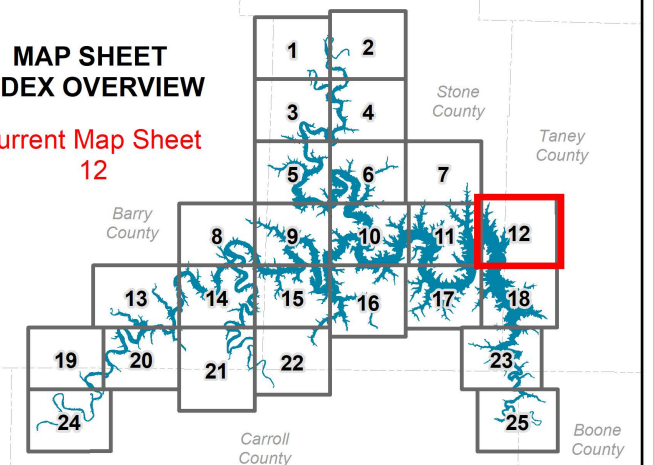 MAP SHEET
DEX OVERVIEW
urrent Map Sheet
12
1
2
3
4
Stone
County
Taney
County
5
6
7
Barry
County
8
9
10
11
12
13
14
15
16
17
18
19
20
21
22
23
24
25
Carroll
County
Boone
County